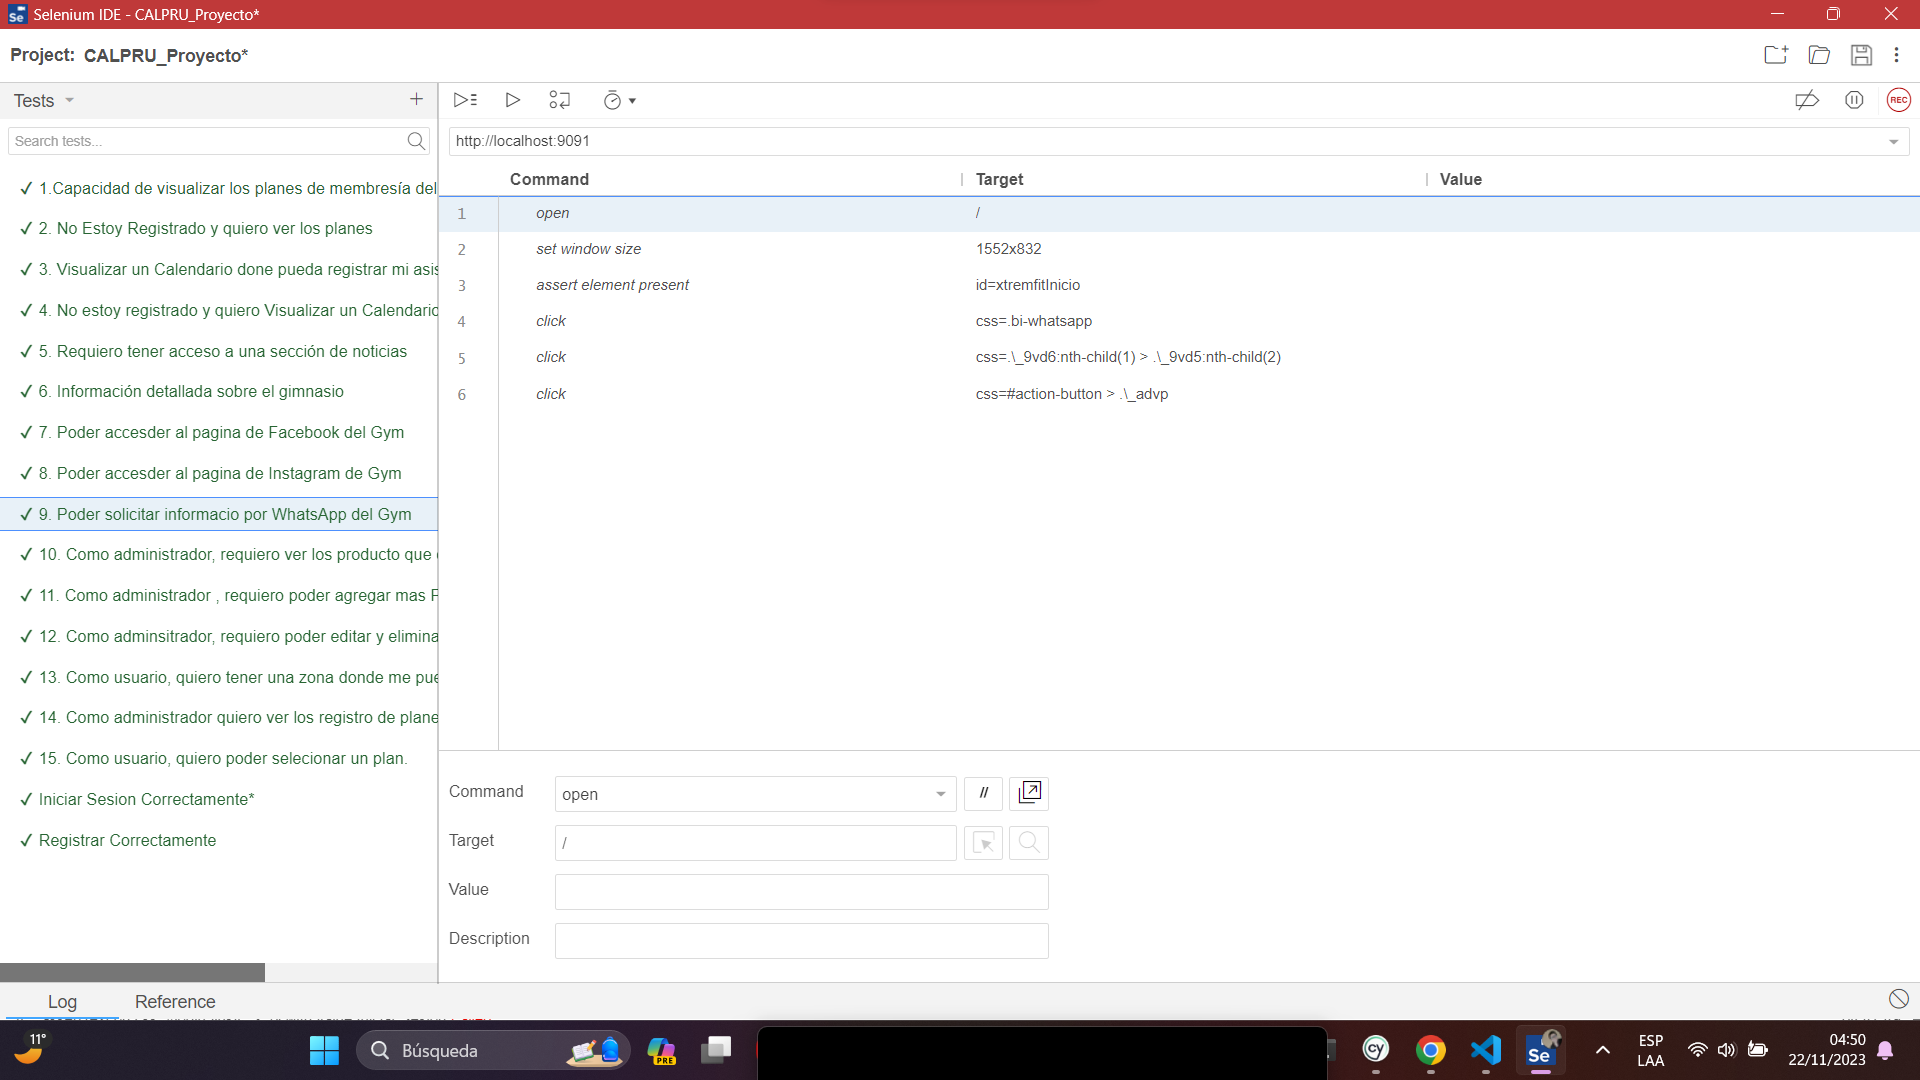 Selenium IDE - CALPRU_Proyecto*
Project: CALPRU_Proyecto*
Tests
Search tests...
✓ 1.Capacidad de visualizar los planes de membresía del
✓ 2. No Estoy Registrado y quiero ver los planes
✓ 3. Visualizar un Calendario done pueda registrar mi asis
✓ 4. No estoy registrado y quiero Visualizar un Calendario
✓ 5. Requiero tener acceso a una sección de noticias
✓ 6. Información detallada sobre el gimnasio
✓ 7. Poder accesder al pagina de Facebook del Gym
✓ 8. Poder accesder al pagina de Instagram de Gym
✓ 9. Poder solicitar informacio por WhatsApp del Gym
✓ 10. Como administrador, requiero ver los producto que
✓ 11. Como administrador , requiero poder agregar mas
✓ 12. Como adminsitrador, requiero poder editar y elimina
✓ 13. Como usuario, quiero tener una zona donde me pue
✓ 14. Como administrador quiero ver los registro de plane
✓ 15. Como usuario, quiero poder selecionar un plan.
✓ Iniciar Sesion Correctamente*
✓ Registrar Correctamente
REC
http://localhost:9091
Command Target Value
1 open /
2 set window size 1552x832
3 assert element present id=xtremfitInicio
4 click css=.bi-whatsapp
5 click css=.\_9vd6:nth-child(1) > .\_9vd5:nth-child(2)
6 click css=#action-button > .\_advp
Command open //
Target /
Value
Description
Log Reference
11°
Búsqueda
PRE
CY
Se
ESP
LAA
04:50
22/11/2023